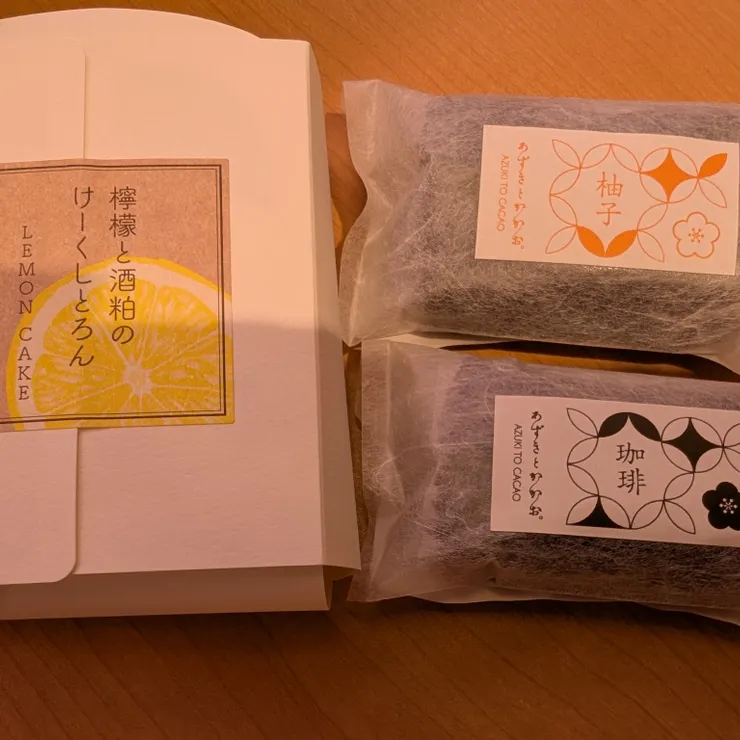 檸檬と酒粕の
けーくしとろん
LEMON CAKE
あずきとかかお。
AZUKI TO CACAO
柚子
あずきとかかお。
AZUKI TO CACAO
珈琲